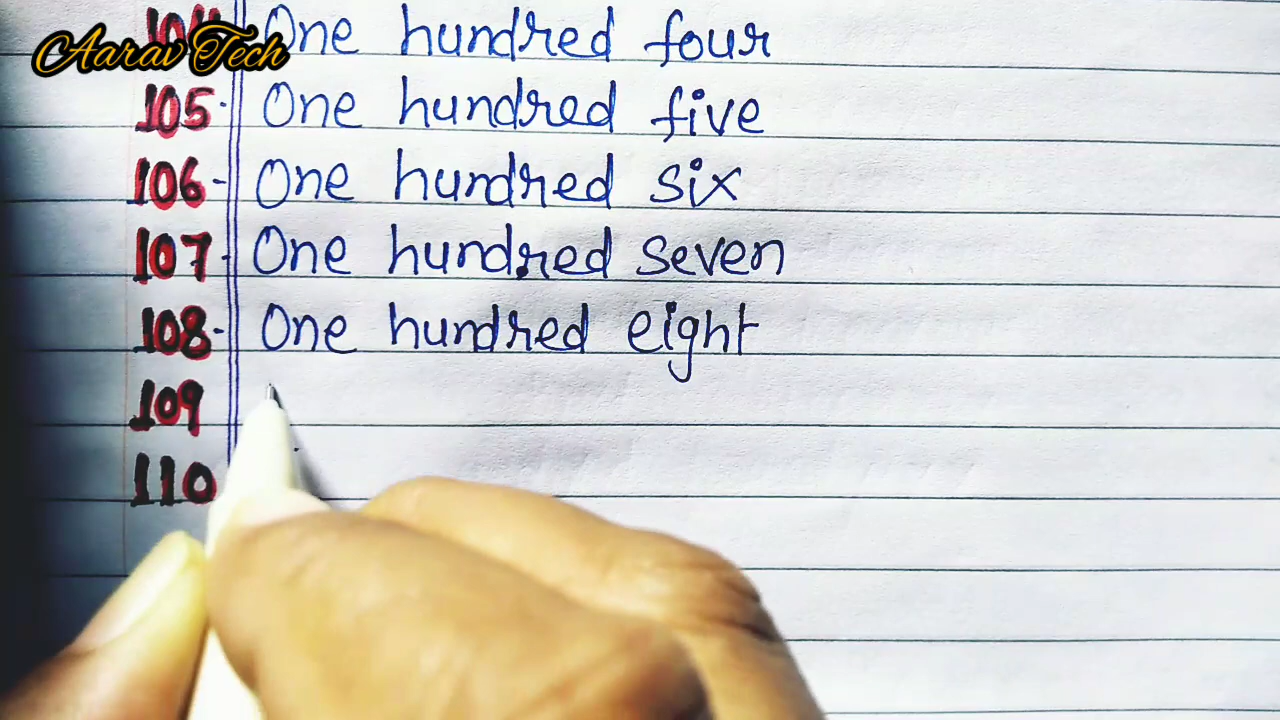 Aarav Tech
104 One hundred four
105- One hundred five
106- One hundred six
107- One hundred seven
108- One hundred eight
109
110